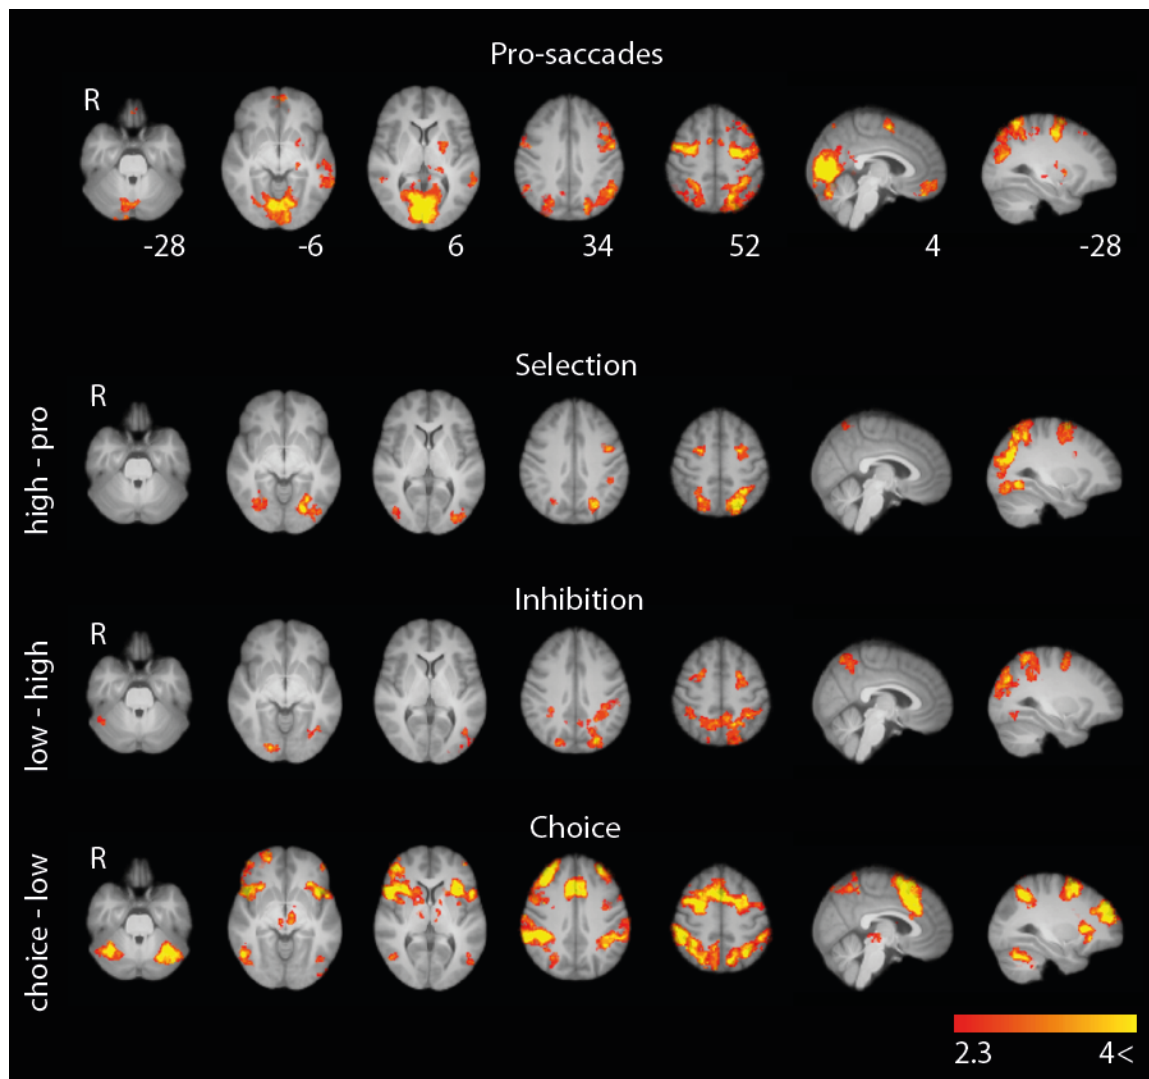 Pro-saccades
R
-28 -6 6 34 52 4 -28
Selection
high - pro
R
Inhibition
low - high
R
Choice
choice - low
R
2.3 4<